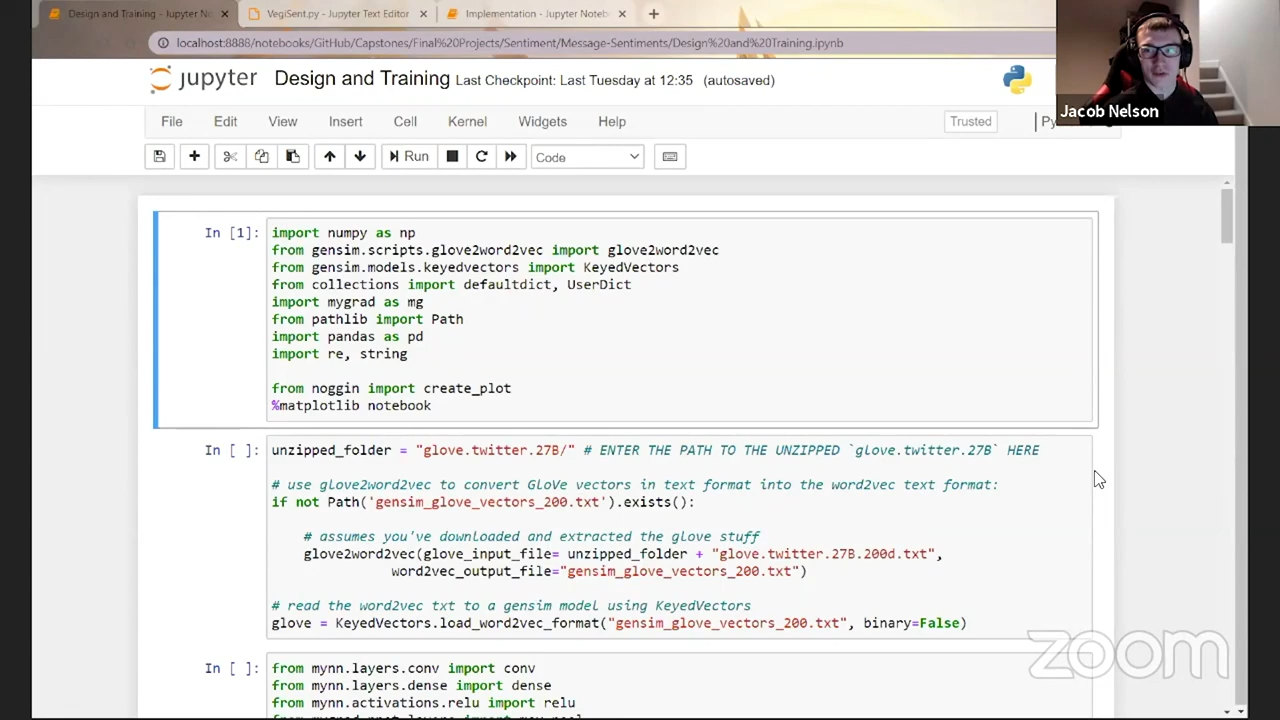 Design and Training - Jupyter No
VegiSent.py - Jupyter Text Editor
Implementation - Jupyter Noteb
localhost:8888/notebooks/GitHub/Capstones/Final%20Projects/Sentiment/Message-Sentiments/Design%20and%20Training.ipynb
jupyter Design and Training Last Checkpoint: Last Tuesday at 12:35 (autosaved)
Jacob Nelson
File Edit View Insert Cell Kernel Widgets Help Trusted
Run Code
In [1]: import numpy as np
from gensim.scripts.glove2word2vec import glove2word2vec
from gensim.models.keyedvectors import KeyedVectors
from collections import defaultdict, UserDict
import mygrad as mg
from pathlib import Path
import pandas as pd
import re, string
from noggin import create_plot
%matplotlib notebook
In [ ]: unzipped_folder = "glove.twitter.27B/" # ENTER THE PATH TO THE UNZIPPED `glove.twitter.27B` HERE
# use glove2word2vec to convert GloVe vectors in text format into the word2vec text format:
if not Path('gensim_glove_vectors_200.txt').exists():
# assumes you've downloaded and extracted the glove stuff
glove2word2vec(glove_input_file= unzipped_folder + "glove.twitter.27B.200d.txt",
word2vec_output_file="gensim_glove_vectors_200.txt")
# read the word2vec txt to a gensim model using KeyedVectors
glove = KeyedVectors.load_word2vec_format("gensim_glove_vectors_200.txt", binary=False)
In [ ]: from mynn.layers.conv import conv
from mynn.layers.dense import dense
from mynn.activations.relu import relu
zoom